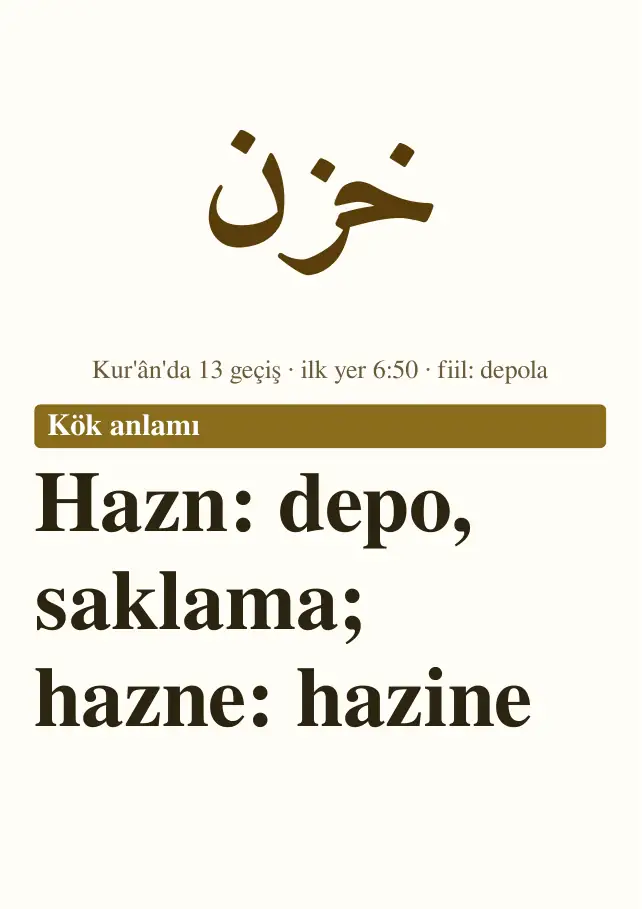 خزن
Kur'ân'da 13 geçiş · ilk yer 6:50 · fiil: depola
Kök anlamı
Hazn: depo,
saklama;
hazne: hazine